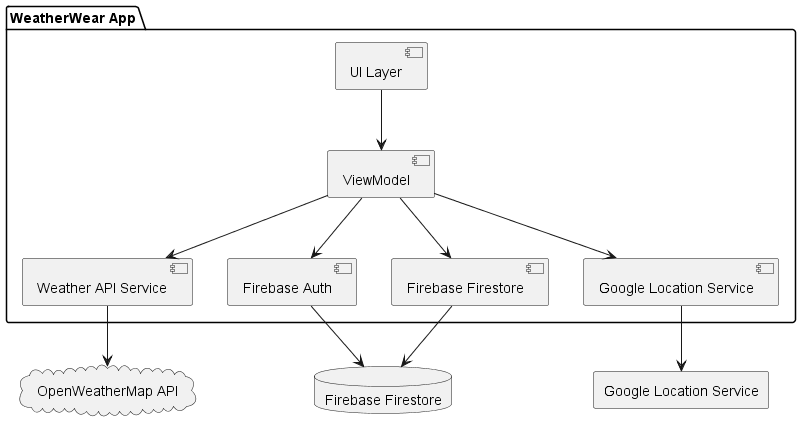 WeatherWear App
UI Layer
ViewModel
Weather API Service
Firebase Auth
Firebase Firestore
Google Location Service
OpenWeatherMap API
Firebase Firestore
Google Location Service